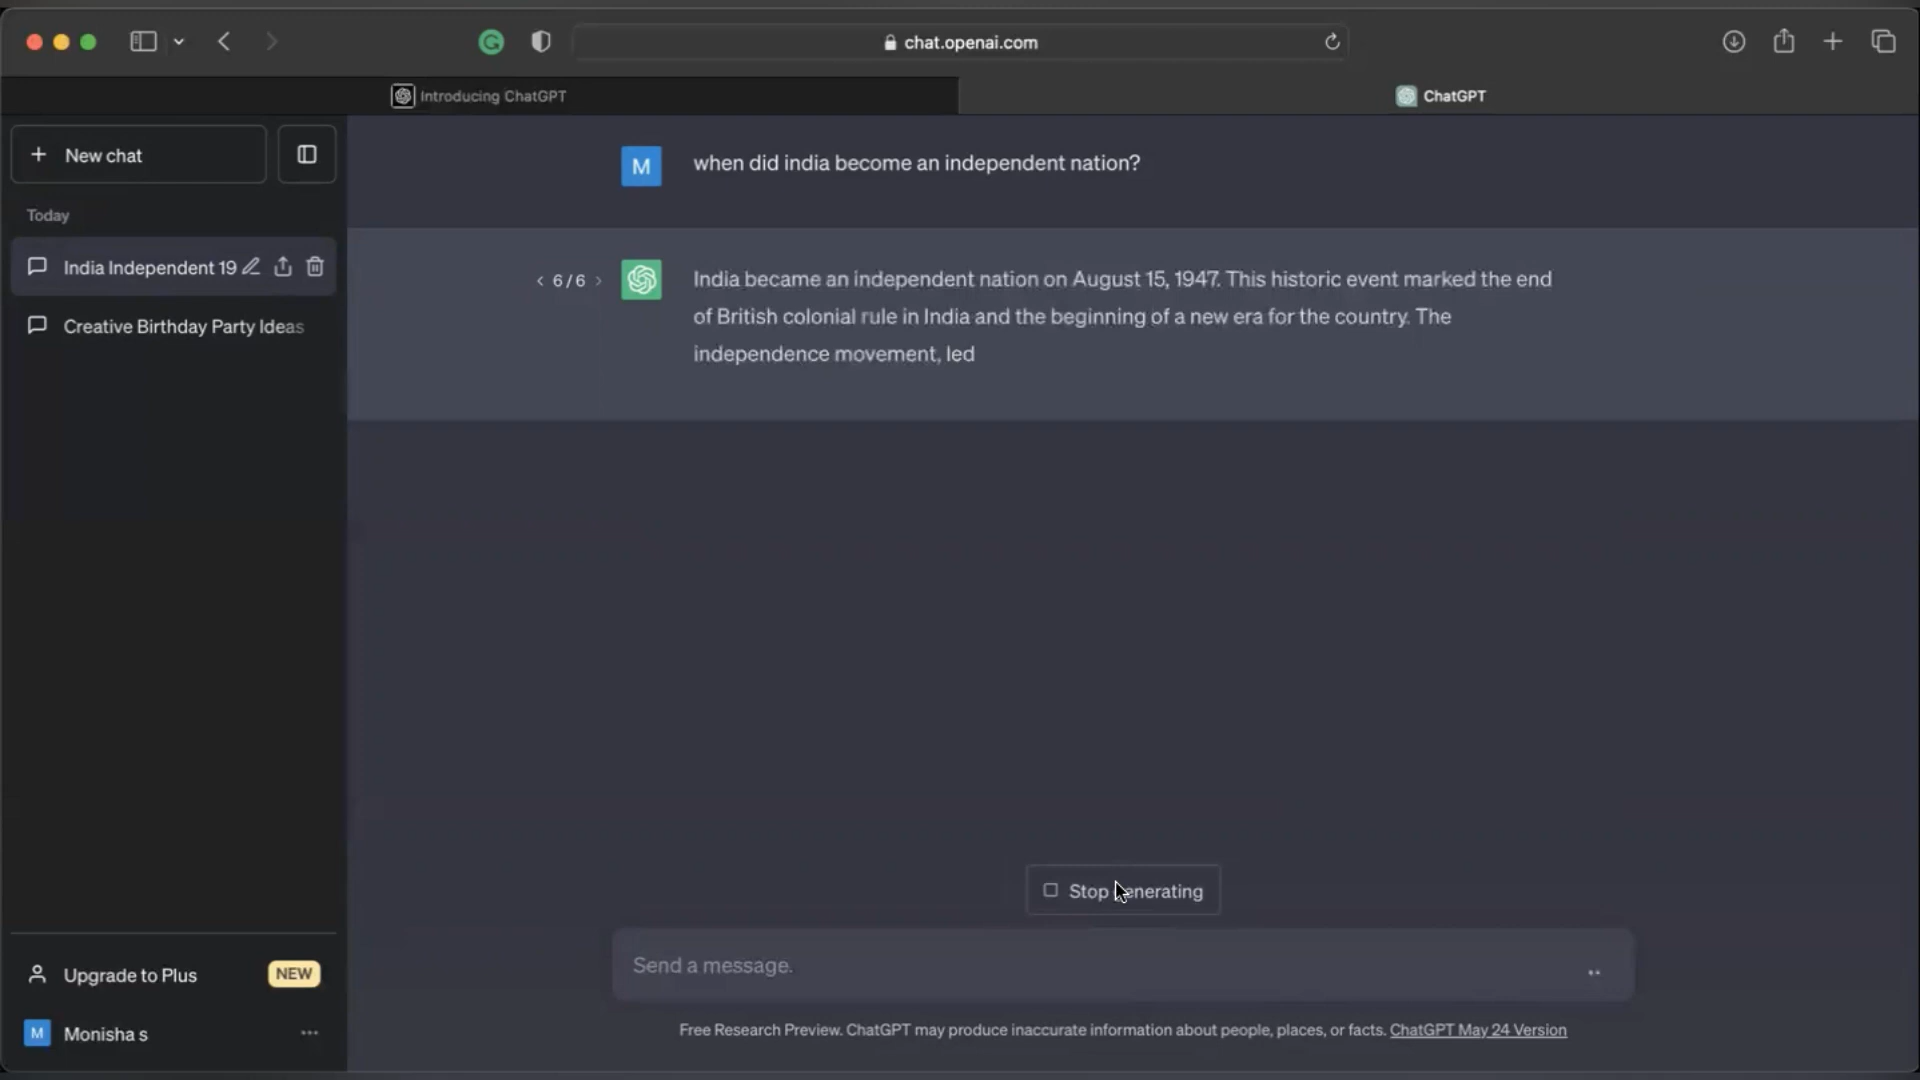 chat.openai.com
Introducing ChatGPT
ChatGPT
New chat
Today
India Independent 19
Creative Birthday Party Ideas
M
when did india become an independent nation?
6/6
India became an independent nation on August 15, 1947. This historic event marked the end
of British colonial rule in India and the beginning of a new era for the country. The
independence movement, led
Stop generating
Send a message.
Free Research Preview. ChatGPT may produce inaccurate information about people, places, or facts. ChatGPT May 24 Version
Upgrade to Plus
NEW
M
Monisha s